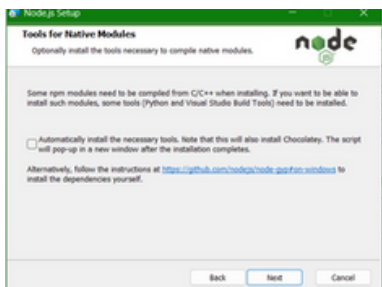 Node.js Setup
Tools for Native Modules
Optionally install the tools necessary to compile native modules.
node
JS
Some npm modules need to be compiled from C/C++ when installing. If you want to be able to
install such modules, some tools (Python and Visual Studio Build Tools) need to be installed.
Automatically install the necessary tools. Note that this will also install Chocolatey. The script
will pop-up in a new window after the installation completes.
Alternatively, follow the instructions at https://github.com/nodejs/node-gyp#on-windows to
install the dependencies yourself.
Back Next Cancel